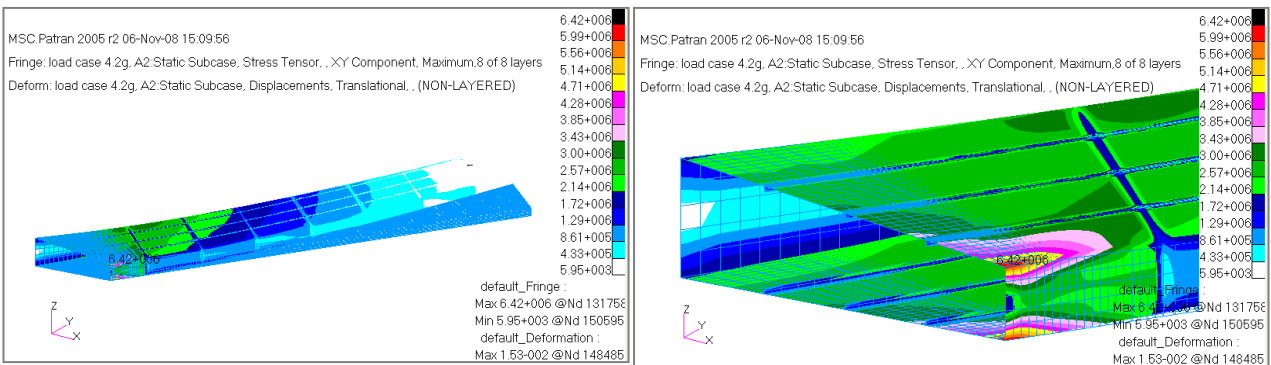 MSC.Patran 2005 r2 06-Nov-08 15:09:56
Fringe: load case 4.2g, A2:Static Subcase, Stress Tensor, , XY Component, Maximum,8 of 8 layers
Deform: load case 4.2g, A2:Static Subcase, Displacements, Translational, , (NON-LAYERED)
6.42+006
5.99+006
5.56+006
5.14+006
4.71+006
4.28+006
3.85+006
3.43+006
3.00+006
2.57+006
2.14+006
1.72+006
1.29+006
8.61+005
4.33+005
5.95+003
6.42+006
Z
Y
X
default_Fringe :
Max 6.42+006 @Nd 131758
Min 5.95+003 @Nd 150595
default_Deformation :
Max 1.53-002 @Nd 148485
MSC.Patran 2005 r2 06-Nov-08 15:09:56
Fringe: load case 4.2g, A2:Static Subcase, Stress Tensor, , XY Component, Maximum,8 of 8 layers
Deform: load case 4.2g, A2:Static Subcase, Displacements, Translational, , (NON-LAYERED)
6.42+006
5.99+006
5.56+006
5.14+006
4.71+006
4.28+006
3.85+006
3.43+006
3.00+006
2.57+006
2.14+006
1.72+006
1.29+006
8.61+005
4.33+005
5.95+003
6.42+006
Z
Y
X
default_Fringe :
Max 6.42+006 @Nd 131758
Min 5.95+003 @Nd 150595
default_Deformation :
Max 1.53-002 @Nd 148485